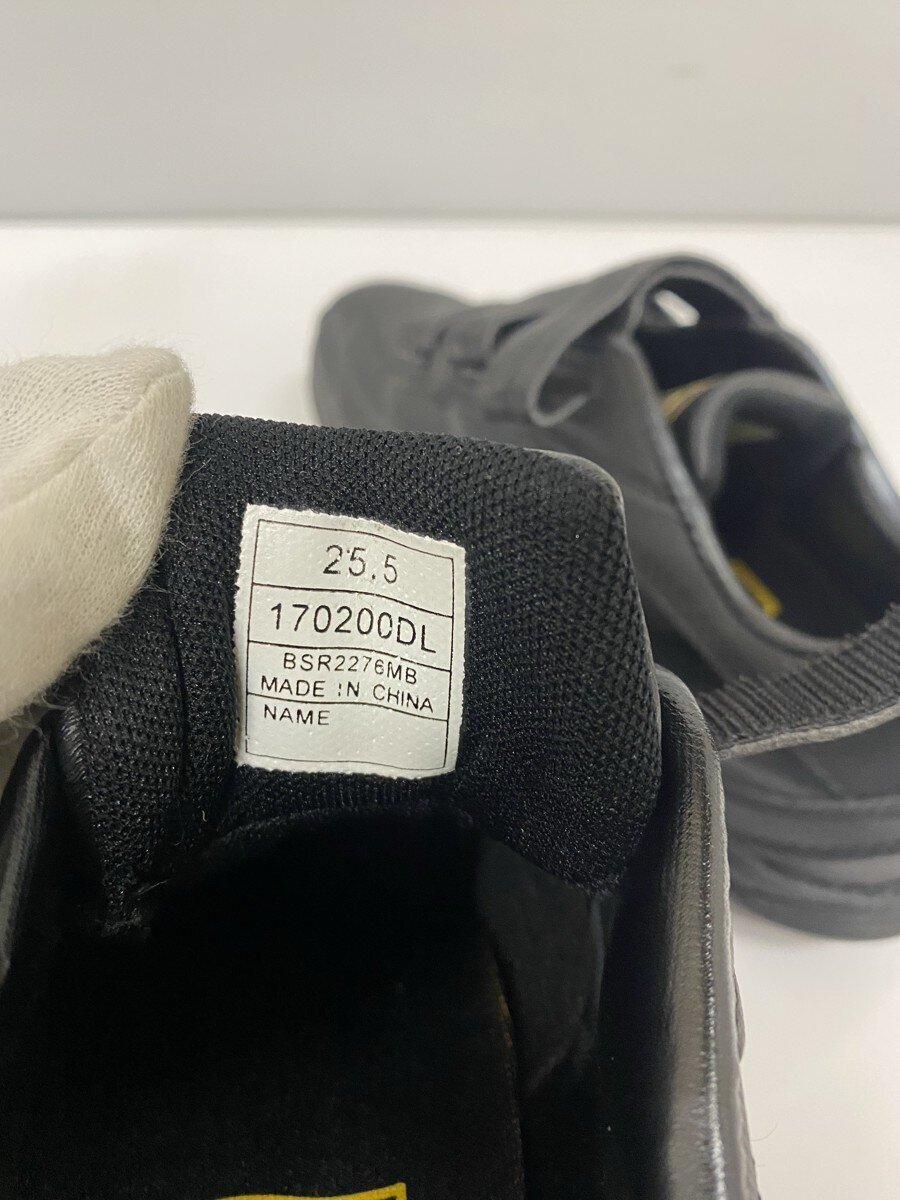 25.5
170200DL
BSR2276MB
MADE IN CHINA
NAME